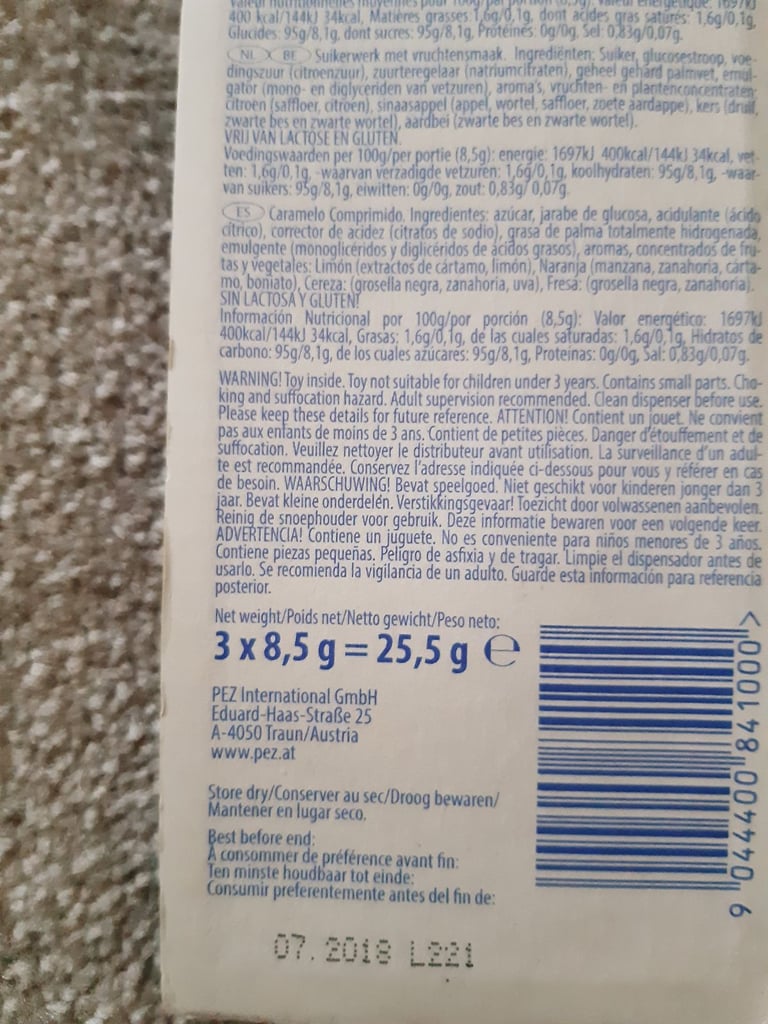 400 kcal/144kJ 34kcal, Matières grasses: 1,6g/0,1g, dont acides gras saturés: 1,6g/0,1g,
Glucides: 95g/8,1g, dont sucres: 95g/8,1g, Protéines: 0g/0g, Sel: 0,83g/0,07g.
NL BE Suikerwerk met vruchtensmaak. Ingrediënten: Suiker, glucosestroop, voe-
dingszuur (citroenzuur), zuurteregelaar (natriumcitraten), geheel gehard palmvet, emul-
gator (mono- en diglyceriden van vetzuren), aroma's, vruchten- en plantenconcentraten:
citroen (saffloer, citroen), sinaasappel (appel, wortel, saffloer, zoete aardappe), kers (druif,
zwarte bes en zwarte wortel), aardbei (zwarte bes en zwarte wortel).
VRIJ VAN LACTOSE EN GLUTEN.
Voedingswaarden per 100g/per portie (8,5g): energie: 1697kJ 400kcal/144kJ 34kcal, vet-
ten: 1,6g/0,1g, -waarvan verzadigde vetzuren: 1,6g/0,1g, koolhydraten: 95g/8,1g, -waar-
van suikers: 95g/8,1g, eiwitten: 0g/0g, zout: 0,83g/ 0,07g.
ES Caramelo Comprimido. Ingredientes: azúcar, jarabe de glucosa, acidulante (ácido
cítrico), corrector de acidez (citratos de sodio), grasa de palma totalmente hidrogenada,
emulgente (monoglicéridos y diglicéridos de ácidos grasos), aromas, concentrados de fru-
tas y vegetales: Limón (extractos de cártamo, limón), Naranja (manzana, zanahoria, cárta-
mo, boniato), Cereza: (grosella negra, zanahoria, uva), Fresa: (grosella negra, zanahoria).
SIN LACTOSA Y GLUTEN!
Información Nutricional por 100g/por porción (8,5g): Valor energético: 1697kJ
400kcal/144kJ 34kcal, Grasas: 1,6g/0,1g, de las cuales saturadas: 1,6g/0,1g, Hidratos de
carbono: 95g/8,1g, de los cuales azúcares: 95g/8,1g, Proteínas: 0g/0g, Sal: 0,83g/0,07g.
WARNING! Toy inside. Toy not suitable for children under 3 years. Contains small parts. Cho-
king and suffocation hazard. Adult supervision recommended. Clean dispenser before use.
Please keep these details for future reference. ATTENTION! Contient un jouet. Ne convient
pas aux enfants de moins de 3 ans. Contient de petites pièces. Danger d'étouffement et de
suffocation. Veuillez nettoyer le distributeur avant utilisation. La surveillance d'un adul-
te est recommandée. Conservez l'adresse indiquée ci-dessous pour vous y référer en cas
de besoin. WAARSCHUWING! Bevat speelgoed. Niet geschikt voor kinderen jonger dan 3
jaar. Bevat kleine onderdelen. Verstikkingsgevaar! Toezicht door volwassenen aanbevolen.
Reinig de snoephouder voor gebruik. Deze informatie bewaren voor een volgende keer.
ADVERTENCIA! Contiene un juguete. No es conveniente para niños menores de 3 años.
Contiene piezas pequeñas. Peligro de asfixia y de tragar. Limpie el dispensador antes de
usarlo. Se recomienda la vigilancia de un adulto. Guarde esta información para referencia
posterior.
Net weight/Poids net/Netto gewicht/Peso neto:
3 x 8,5 g = 25,5 g ℮
PEZ International GmbH
Eduard-Haas-Straße 25
A-4050 Traun/Austria
www.pez.at
Store dry/Conserver au sec/Droog bewaren/
Mantener en lugar seco.
Best before end:
À consommer de préférence avant fin:
Ten minste houdbaar tot einde:
Consumir preferentemente antes del fin de:
07. 2018 L221
9 044400 841000 >